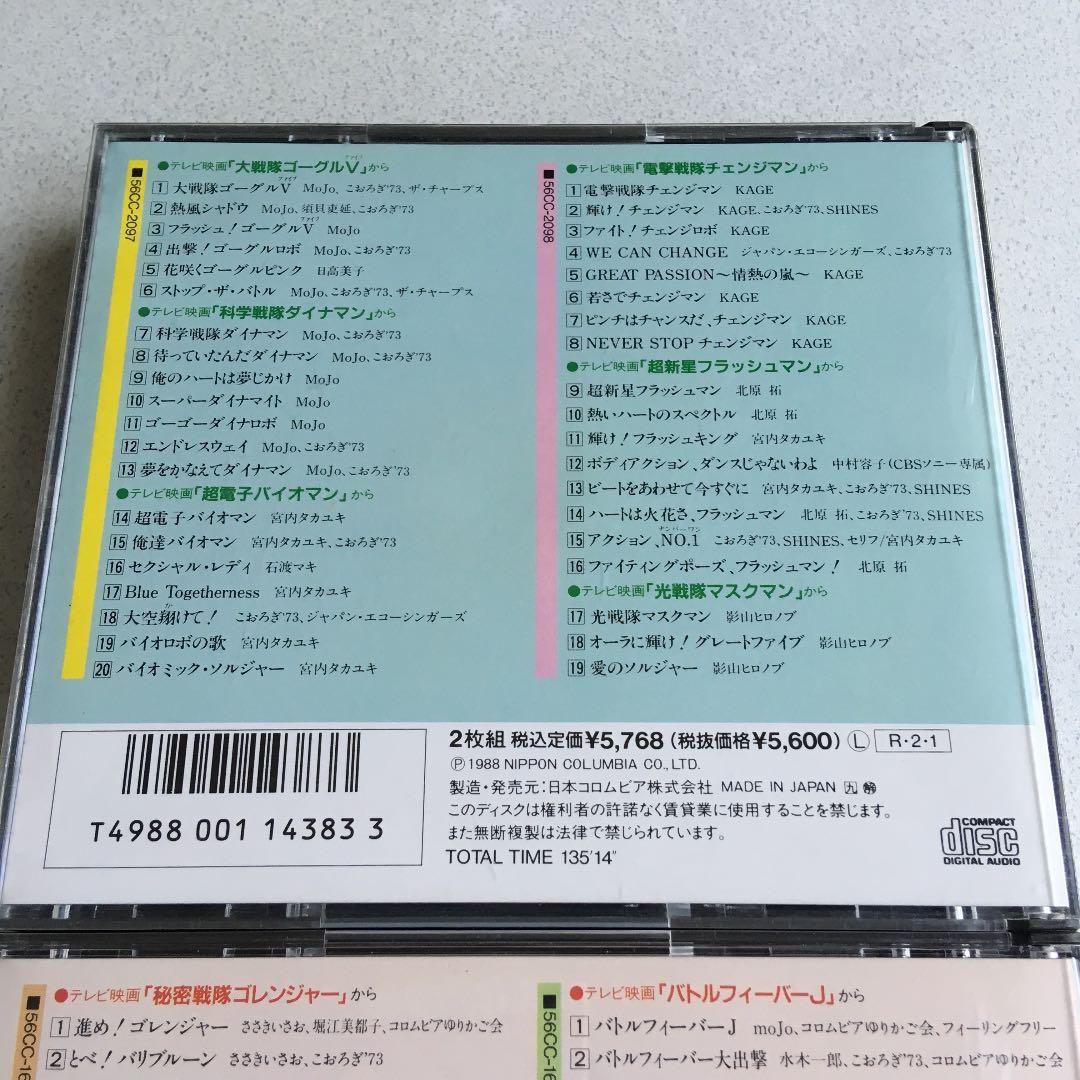 ■56CC-2097
●テレビ映画「大戦隊ゴーグルⅤ」から
ファイブ
1 大戦隊ゴーグルⅤ MoJo、こおろぎ'73、ザ・チャープス
ファイブ
2 熱風シャドウ MoJo、須貝東延、こおろぎ'73
3 フラッシュ!ゴーグルⅤ MoJo
ファイブ
4 出撃!ゴーグルロボ MoJo、こおろぎ'73
5 花咲くゴーグルピンク 日高美子
6 ストップ・ザ・バトル MoJo、こおろぎ'73、ザ・チャープス
●テレビ映画「科学戦隊ダイナマン」から
7 科学戦隊ダイナマン MoJo、こおろぎ'73
8 待っていたんだダイナマン MoJo、こおろぎ'73
9 俺のハートは夢じかけ MoJo
10 スーパーダイナマイト MoJo
11 ゴーゴーダイナロボ MoJo
12 エンドレスウェイ MoJo、こおろぎ'73
13 夢をかなえてダイナマン MoJo、こおろぎ'73
●テレビ映画「超電子バイオマン」から
14 超電子バイオマン 宮内タカユキ
15 俺達バイオマン 宮内タカユキ、こおろぎ'73
16 セクシャル・レディ 石渡マキ
17 Blue Togetherness 宮内タカユキ
18 大空翔けて! こおろぎ'73、ジャパン・エコーシンガーズ
か
19 バイオロボの歌 宮内タカユキ
20 バイオミック・ソルジャー 宮内タカユキ
■56CC-2098
●テレビ映画「電撃戦隊チェンジマン」から
1 電撃戦隊チェンジマン KAGE
2 輝け!チェンジマン KAGE、こおろぎ'73、SHINES
3 ファイト!チェンジロボ KAGE
4 WE CAN CHANGE ジャパン・エコーシンガーズ、こおろぎ'73
5 GREAT PASSION〜情熱の嵐〜 KAGE
6 若さでチェンジマン KAGE
7 ピンチはチャンスだ、チェンジマン KAGE
8 NEVER STOP チェンジマン KAGE
●テレビ映画「超新星フラッシュマン」から
9 超新星フラッシュマン 北原 拓
10 熱いハートのスペクトル 北原 拓
11 輝け!フラッシュキング 宮内タカユキ
12 ボディアクション、ダンスじゃないわよ 中村容子(CBSソニー専属)
13 ビートをあわせて今すぐに 宮内タカユキ、こおろぎ'73、SHINES
14 ハートは火花さ、フラッシュマン 北原 拓、こおろぎ'73、SHINES
15 アクション、NO.1 こおろぎ'73、SHINES、セリフ/宮内タカユキ
ナンバーワン
16 ファイティングポーズ、フラッシュマン! 北原 拓
●テレビ映画「光戦隊マスクマン」から
17 光戦隊マスクマン 影山ヒロノブ
18 オーラに輝け!グレートファイブ 影山ヒロノブ
19 愛のソルジャー 影山ヒロノブ
T4988 001 14383 3
2枚組 税込定価¥5,768(税抜価格¥5,600) Ⓛ R・2・1
Ⓟ1988 NIPPON COLUMBIA CO., LTD.
製造・発売元:日本コロムビア株式会社 MADE IN JAPAN 九
このディスクは権利者の許諾なく賃貸業に使用することを禁じます。
また無断複製は法律で禁じられています。
TOTAL TIME 135'14"
COMPACT
disc
DIGITAL AUDIO
■56CC-16
●テレビ映画「秘密戦隊ゴレンジャー」から
1 進め!ゴレンジャー ささきいさお、堀江美都子、コロムビアゆりかご会
2 とべ!バリブルーン ささきいさお、こおろぎ'73
■56CC-16
●テレビ映画「バトルフィーバーJ」から
1 バトルフィーバーJ moJo、コロムビアゆりかご会、フィーリングフリー
2 バトルフィーバー大出撃 水木一郎、こおろぎ'73、コロムビアゆりかご会